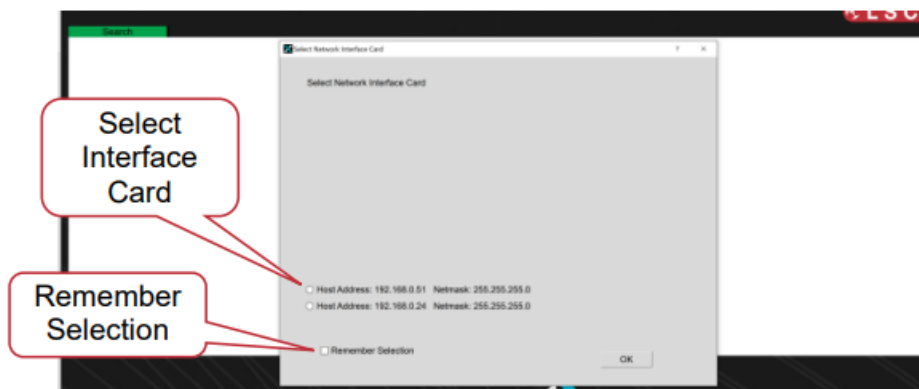 LSC
Search
Select Network Interface Card
? ×
Select Network Interface Card
Select
Interface
Card
Host Address: 192.168.0.51 Netmask: 255.255.255.0
Host Address: 192.168.0.24 Netmask: 255.255.255.0
Remember
Selection
Remember Selection
OK